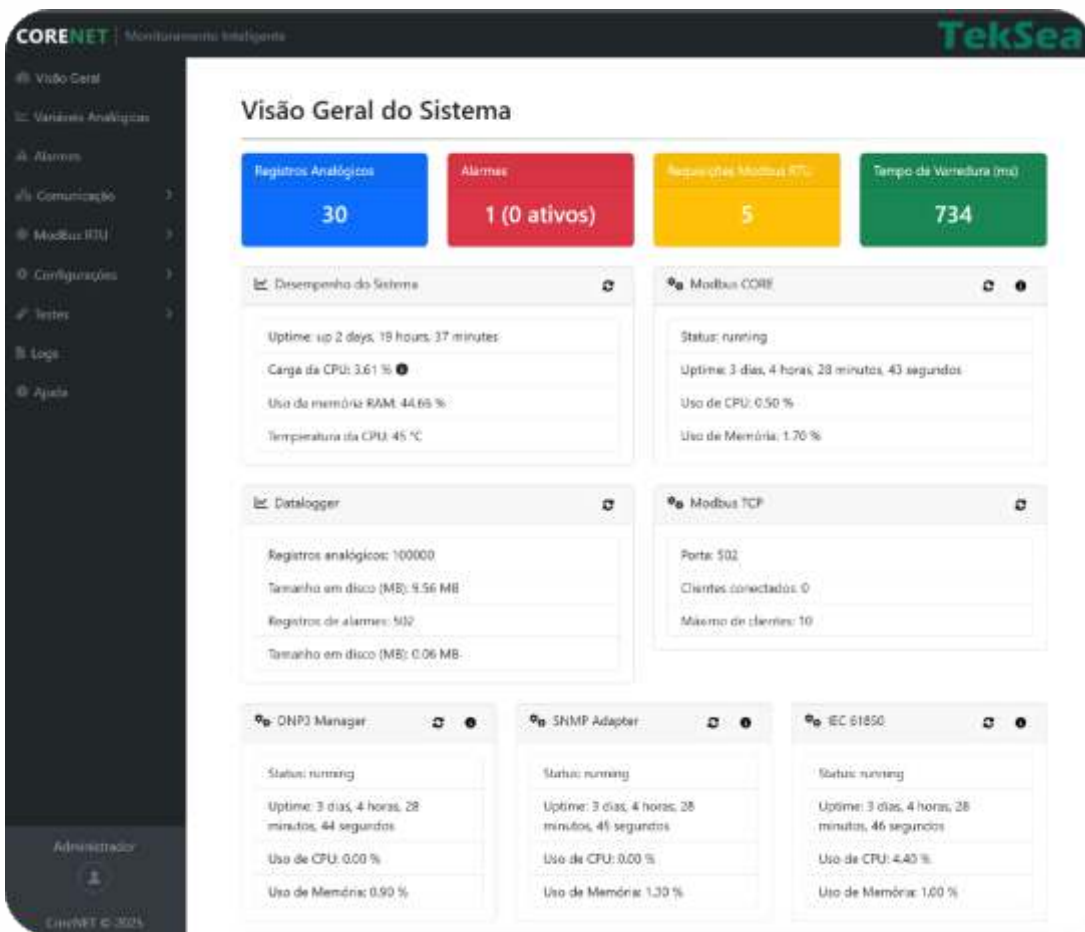 CORENET | Monitoramento Inteligente
TekSea
Visão Geral
Variáveis Analógicas
Alarmes
Comunicação
ModBus RTU
Configurações
Testes
Logs
Ajuda
Administrador
CoreNET © 2025
Visão Geral do Sistema
Registros Analógicos
30
Alarmes
1 (0 ativos)
Requisições Modbus RTU
5
Tempo de Varredura (ms)
734
Desempenho do Sistema
Uptime: up 2 days, 19 hours, 37 minutes
Carga da CPU: 3.61 %
Uso da memória RAM: 44.66 %
Temperatura da CPU: 45 °C
Modbus CORE
Status: running
Uptime: 3 dias, 4 horas, 28 minutos, 43 segundos
Uso de CPU: 0.50 %
Uso de Memória: 1.70 %
Datalogger
Registros analógicos: 100000
Tamanho em disco (MB): 9.56 MB
Registros de alarmes: 502
Tamanho em disco (MB): 0.06 MB
Modbus TCP
Porta: 502
Clientes conectados: 0
Máximo de clientes: 10
DNP3 Manager
Status: running
Uptime: 3 dias, 4 horas, 28
minutos, 44 segundos
Uso de CPU: 0.00 %
Uso de Memória: 0.90 %
SNMP Adapter
Status: running
Uptime: 3 dias, 4 horas, 28
minutos, 45 segundos
Uso de CPU: 0.00 %
Uso de Memória: 1.30 %
IEC 61850
Status: running
Uptime: 3 dias, 4 horas, 28
minutos, 46 segundos
Uso de CPU: 4.40 %
Uso de Memória: 1.00 %